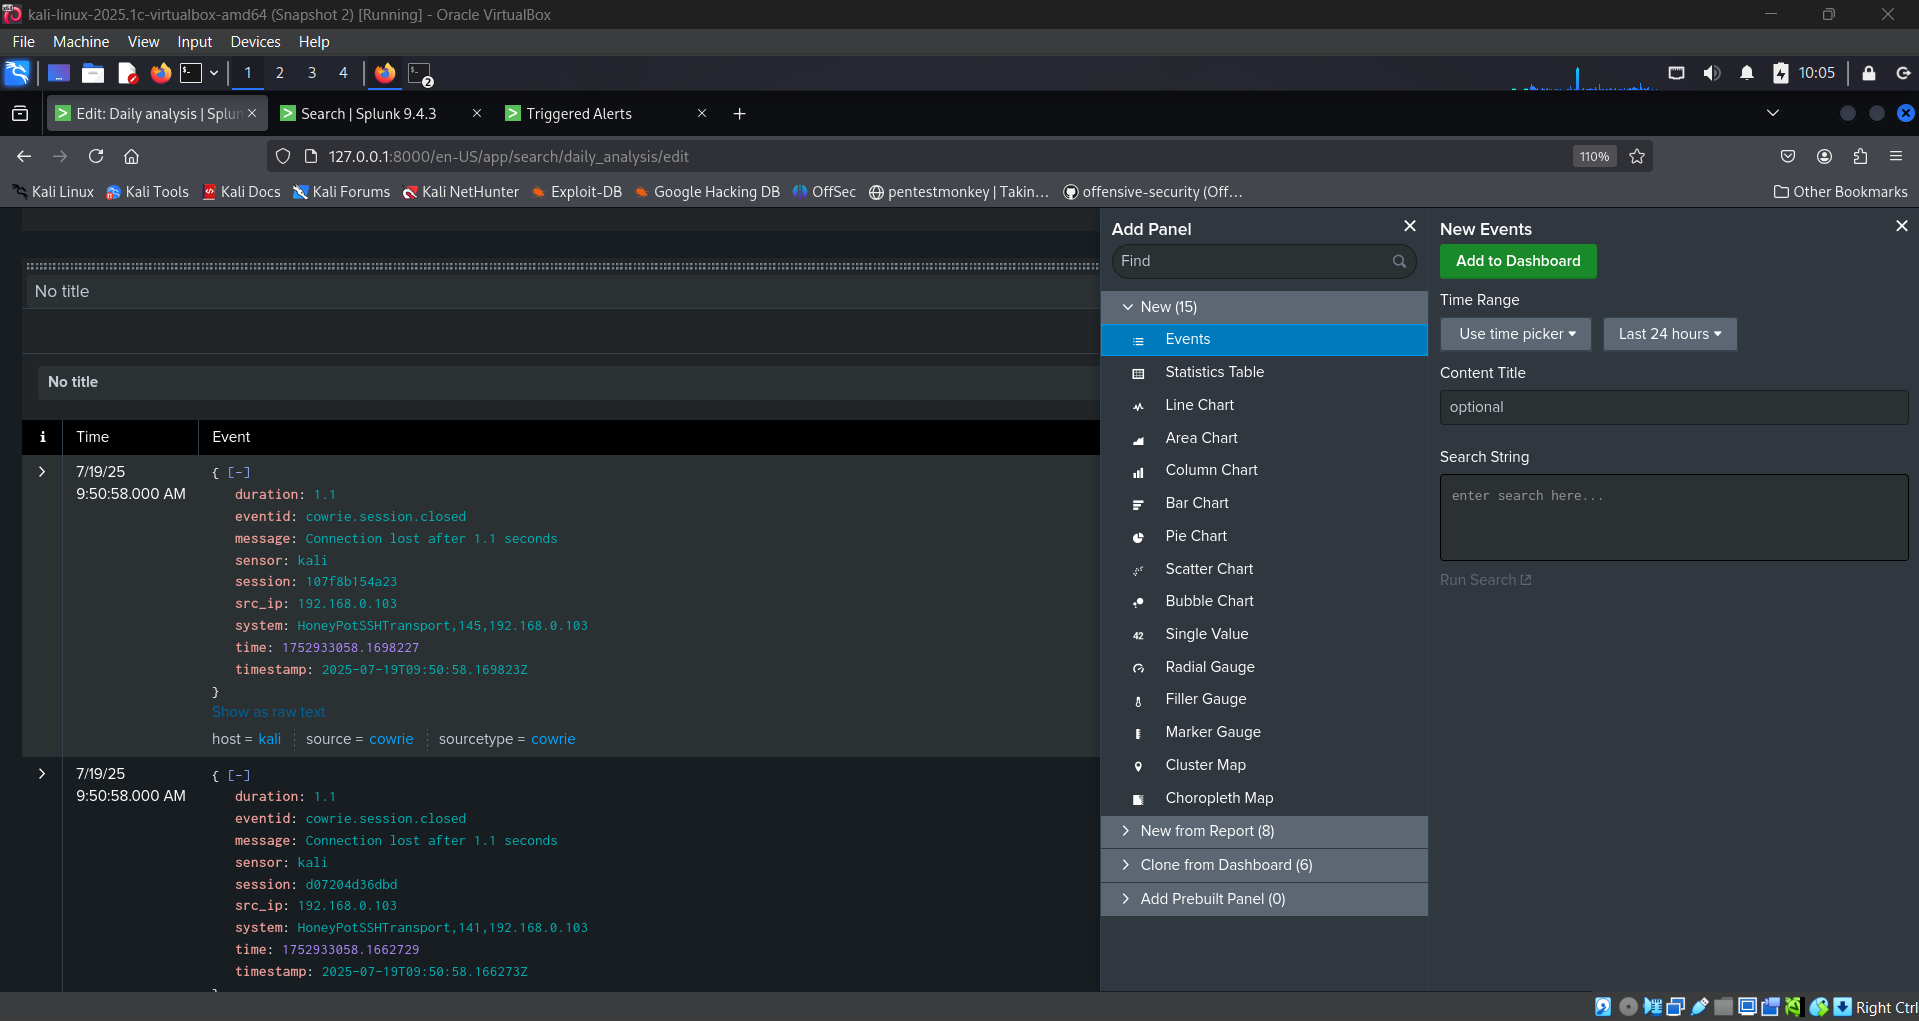 kali-linux-2025.1c-virtualbox-amd64 (Snapshot 2) [Running] - Oracle VirtualBox
File Machine View Input Devices Help
1 2 3 4 2 10:05
Edit: Daily analysis | Splun Search | Splunk 9.4.3 Triggered Alerts
127.0.0.1:8000/en-US/app/search/daily_analysis/edit 110%
Kali Linux Kali Tools Kali Docs Kali Forums Kali NetHunter Exploit-DB Google Hacking DB OffSec pentestmonkey | Takin... offensive-security (Off... Other Bookmarks
No title
No title
i Time Event
7/19/25
9:50:58.000 AM
{ [-]
duration: 1.1
eventid: cowrie.session.closed
message: Connection lost after 1.1 seconds
sensor: kali
session: 107f8b154a23
src_ip: 192.168.0.103
system: HoneyPotSSHTransport,145,192.168.0.103
time: 1752933058.1698227
timestamp: 2025-07-19T09:50:58.169823Z
}
Show as raw text
host = kali source = cowrie sourcetype = cowrie
7/19/25
9:50:58.000 AM
{ [-]
duration: 1.1
eventid: cowrie.session.closed
message: Connection lost after 1.1 seconds
sensor: kali
session: d07204d36dbd
src_ip: 192.168.0.103
system: HoneyPotSSHTransport,141,192.168.0.103
time: 1752933058.1662729
timestamp: 2025-07-19T09:50:58.166273Z
Add Panel
Find
New (15)
Events
Statistics Table
Line Chart
Area Chart
Column Chart
Bar Chart
Pie Chart
Scatter Chart
Bubble Chart
42 Single Value
Radial Gauge
Filler Gauge
Marker Gauge
Cluster Map
Choropleth Map
New from Report (8)
Clone from Dashboard (6)
Add Prebuilt Panel (0)
New Events
Add to Dashboard
Time Range
Use time picker Last 24 hours
Content Title
optional
Search String
enter search here...
Run Search
Right Ctrl